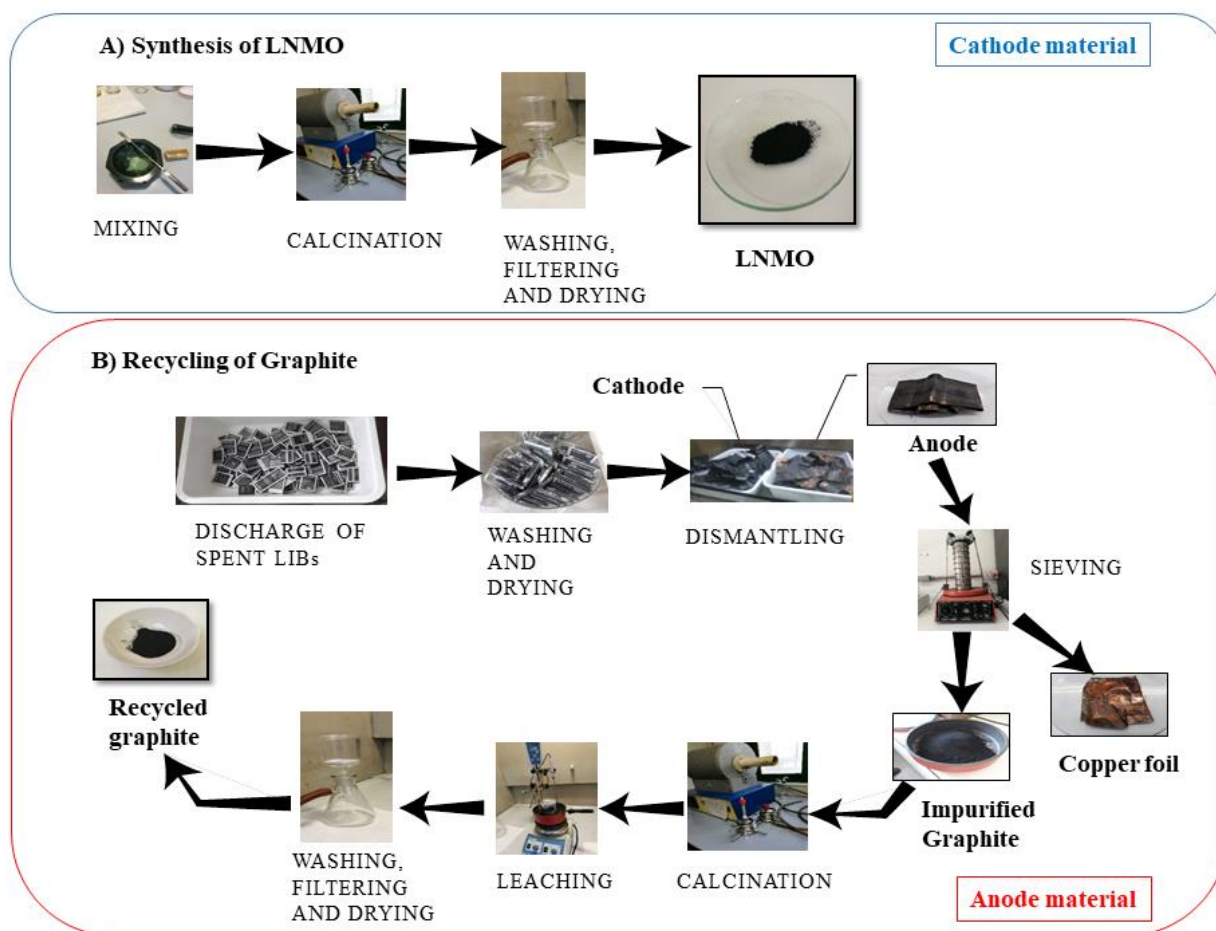 A) Synthesis of LNMO
Cathode material
MIXING
CALCINATION
WASHING,
FILTERING
AND DRYING
LNMO
B) Recycling of Graphite
Cathode
Anode
DISCHARGE OF
SPENT LIBs
WASHING
AND
DRYING
DISMANTLING
SIEVING
Copper foil
Impurified
Graphite
CALCINATION
LEACHING
WASHING,
FILTERING
AND DRYING
Recycled
graphite
Anode material